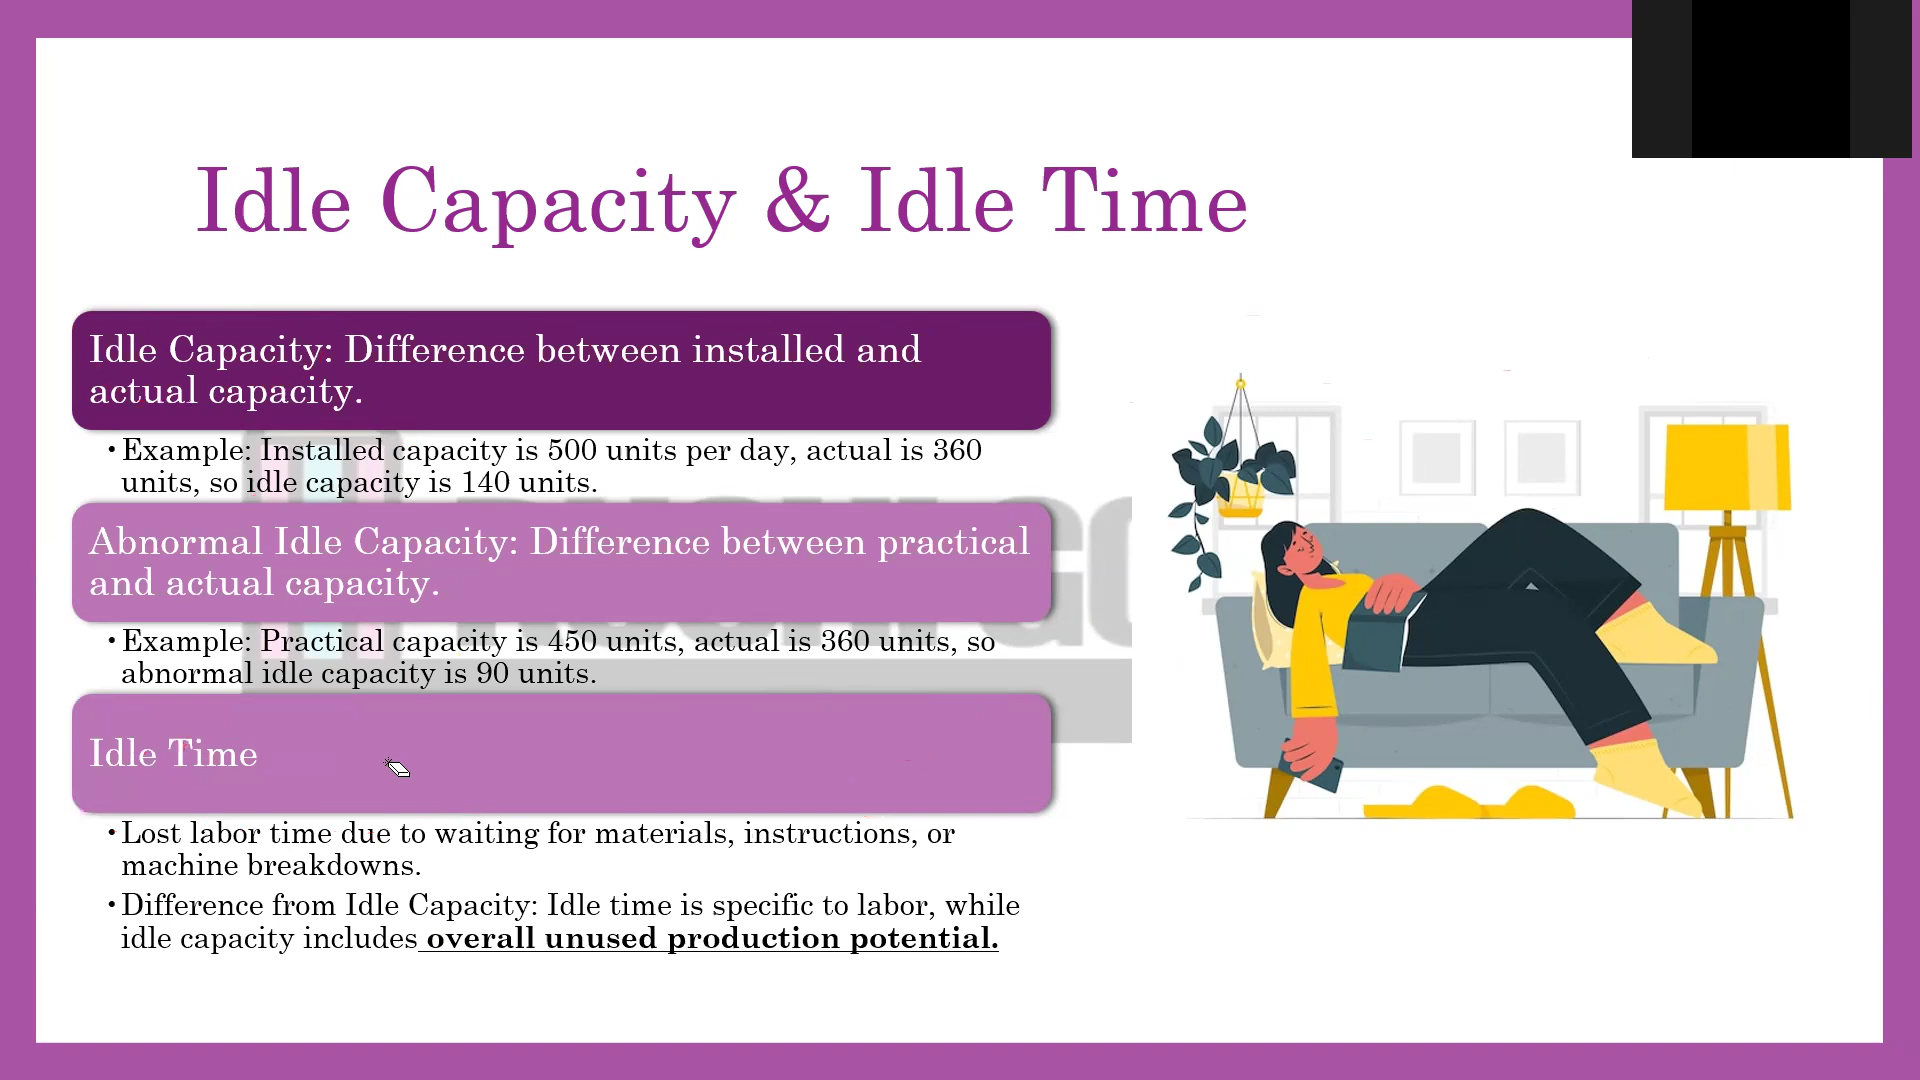 Idle Capacity & Idle Time
Idle Capacity: Difference between installed and
actual capacity.
•Example: Installed capacity is 500 units per day, actual is 360
units, so idle capacity is 140 units.
Abnormal Idle Capacity: Difference between practical
and actual capacity.
•Example: Practical capacity is 450 units, actual is 360 units, so
abnormal idle capacity is 90 units.
Idle Time
•Lost labor time due to waiting for materials, instructions, or
machine breakdowns.
•Difference from Idle Capacity: Idle time is specific to labor, while
idle capacity includes overall unused production potential.